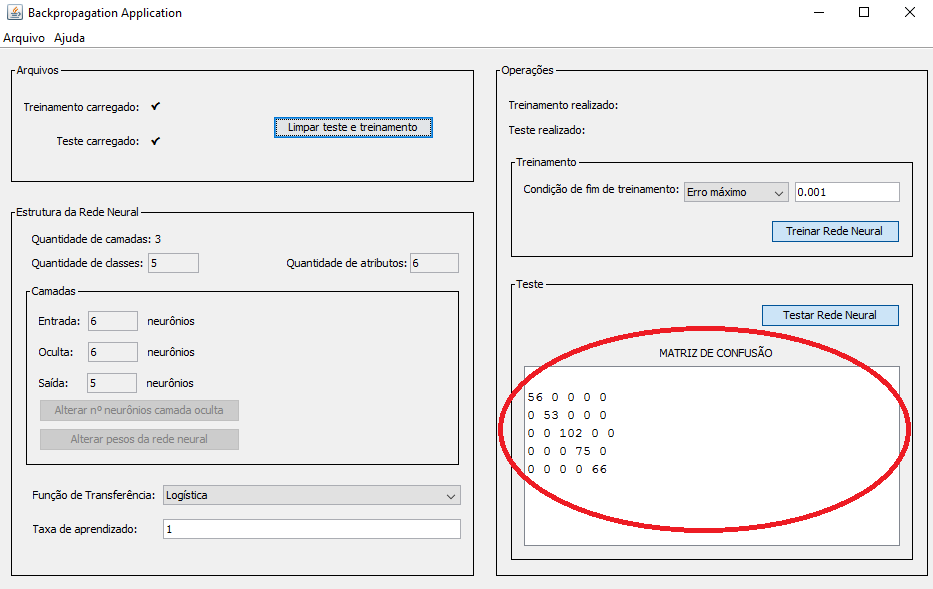 Backpropagation Application
Arquivo Ajuda
Arquivos
Treinamento carregado: ✔
Teste carregado: ✔
Limpar teste e treinamento
Estrutura da Rede Neural
Quantidade de camadas: 3
Quantidade de classes: 5
Quantidade de atributos: 6
Camadas
Entrada: 6 neurônios
Oculta: 6 neurônios
Saída: 5 neurônios
Alterar nº neurônios camada oculta
Alterar pesos da rede neural
Função de Transferência: Logística
Taxa de aprendizado: 1
Operações
Treinamento realizado:
Teste realizado:
Treinamento
Condição de fim de treinamento: Erro máximo 0.001
Treinar Rede Neural
Teste
Testar Rede Neural
MATRIZ DE CONFUSÃO
56 0 0 0 0
0 53 0 0 0
0 0 102 0 0
0 0 0 75 0
0 0 0 0 66